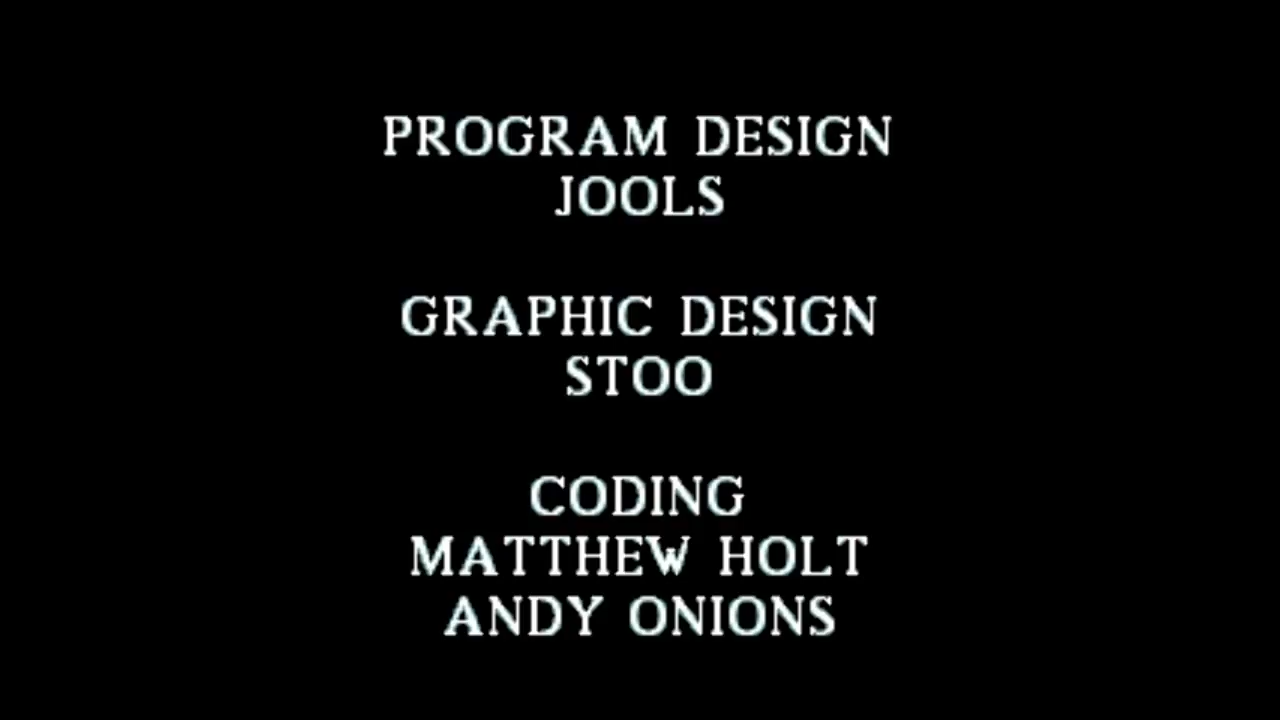 PROGRAM DESIGN
JOOLS
GRAPHIC DESIGN
STOO
CODING
MATTHEW HOLT
ANDY ONIONS